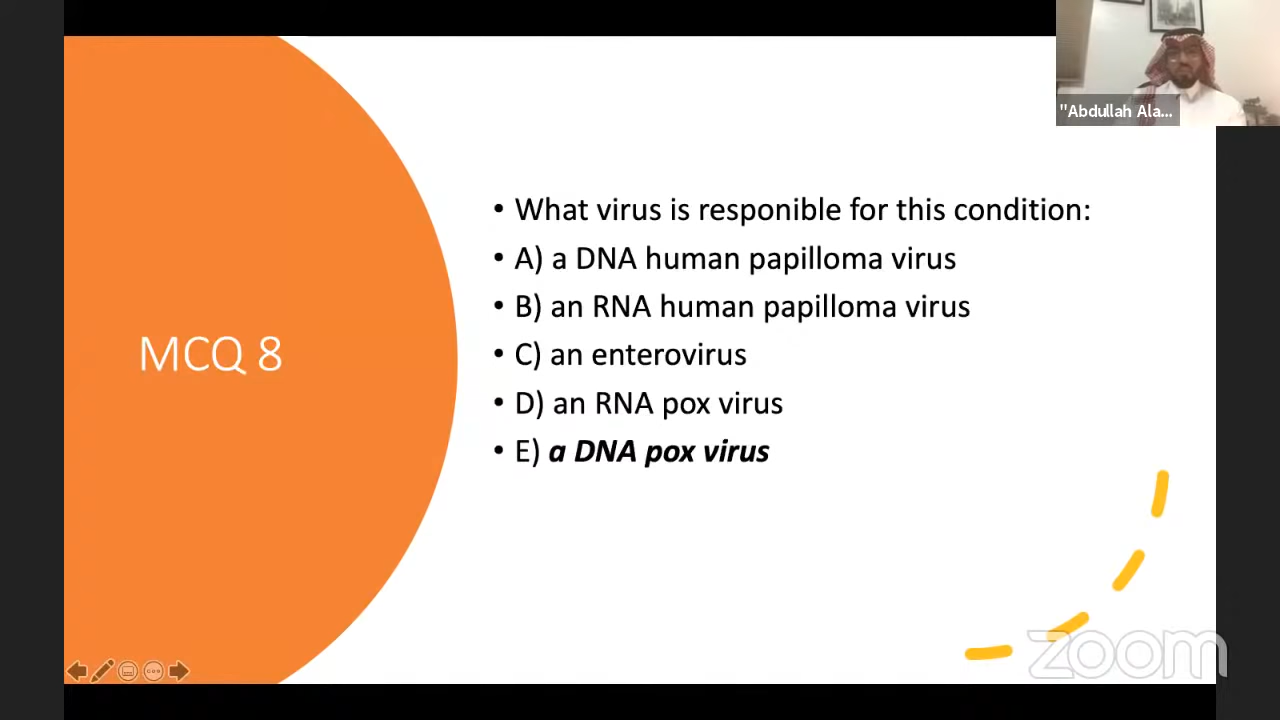 "Abdullah Ala...
MCQ 8
• What virus is responible for this condition:
• A) a DNA human papilloma virus
• B) an RNA human papilloma virus
• C) an enterovirus
• D) an RNA pox virus
• E) a DNA pox virus
zoom